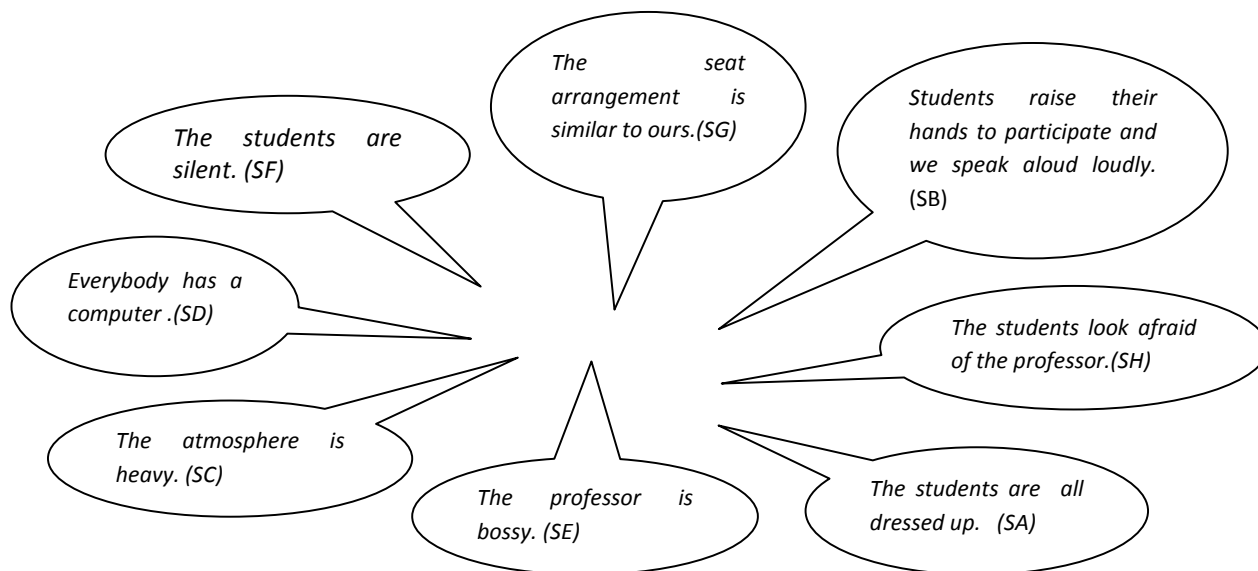 The seat
arrangement is
similar to ours.(SG)
Students raise their
hands to participate and
we speak aloud loudly.
(SB)
The students are
silent. (SF)
Everybody has a
computer .(SD)
The students look afraid
of the professor.(SH)
The atmosphere is
heavy. (SC)
The professor is
bossy. (SE)
The students are all
dressed up. (SA)